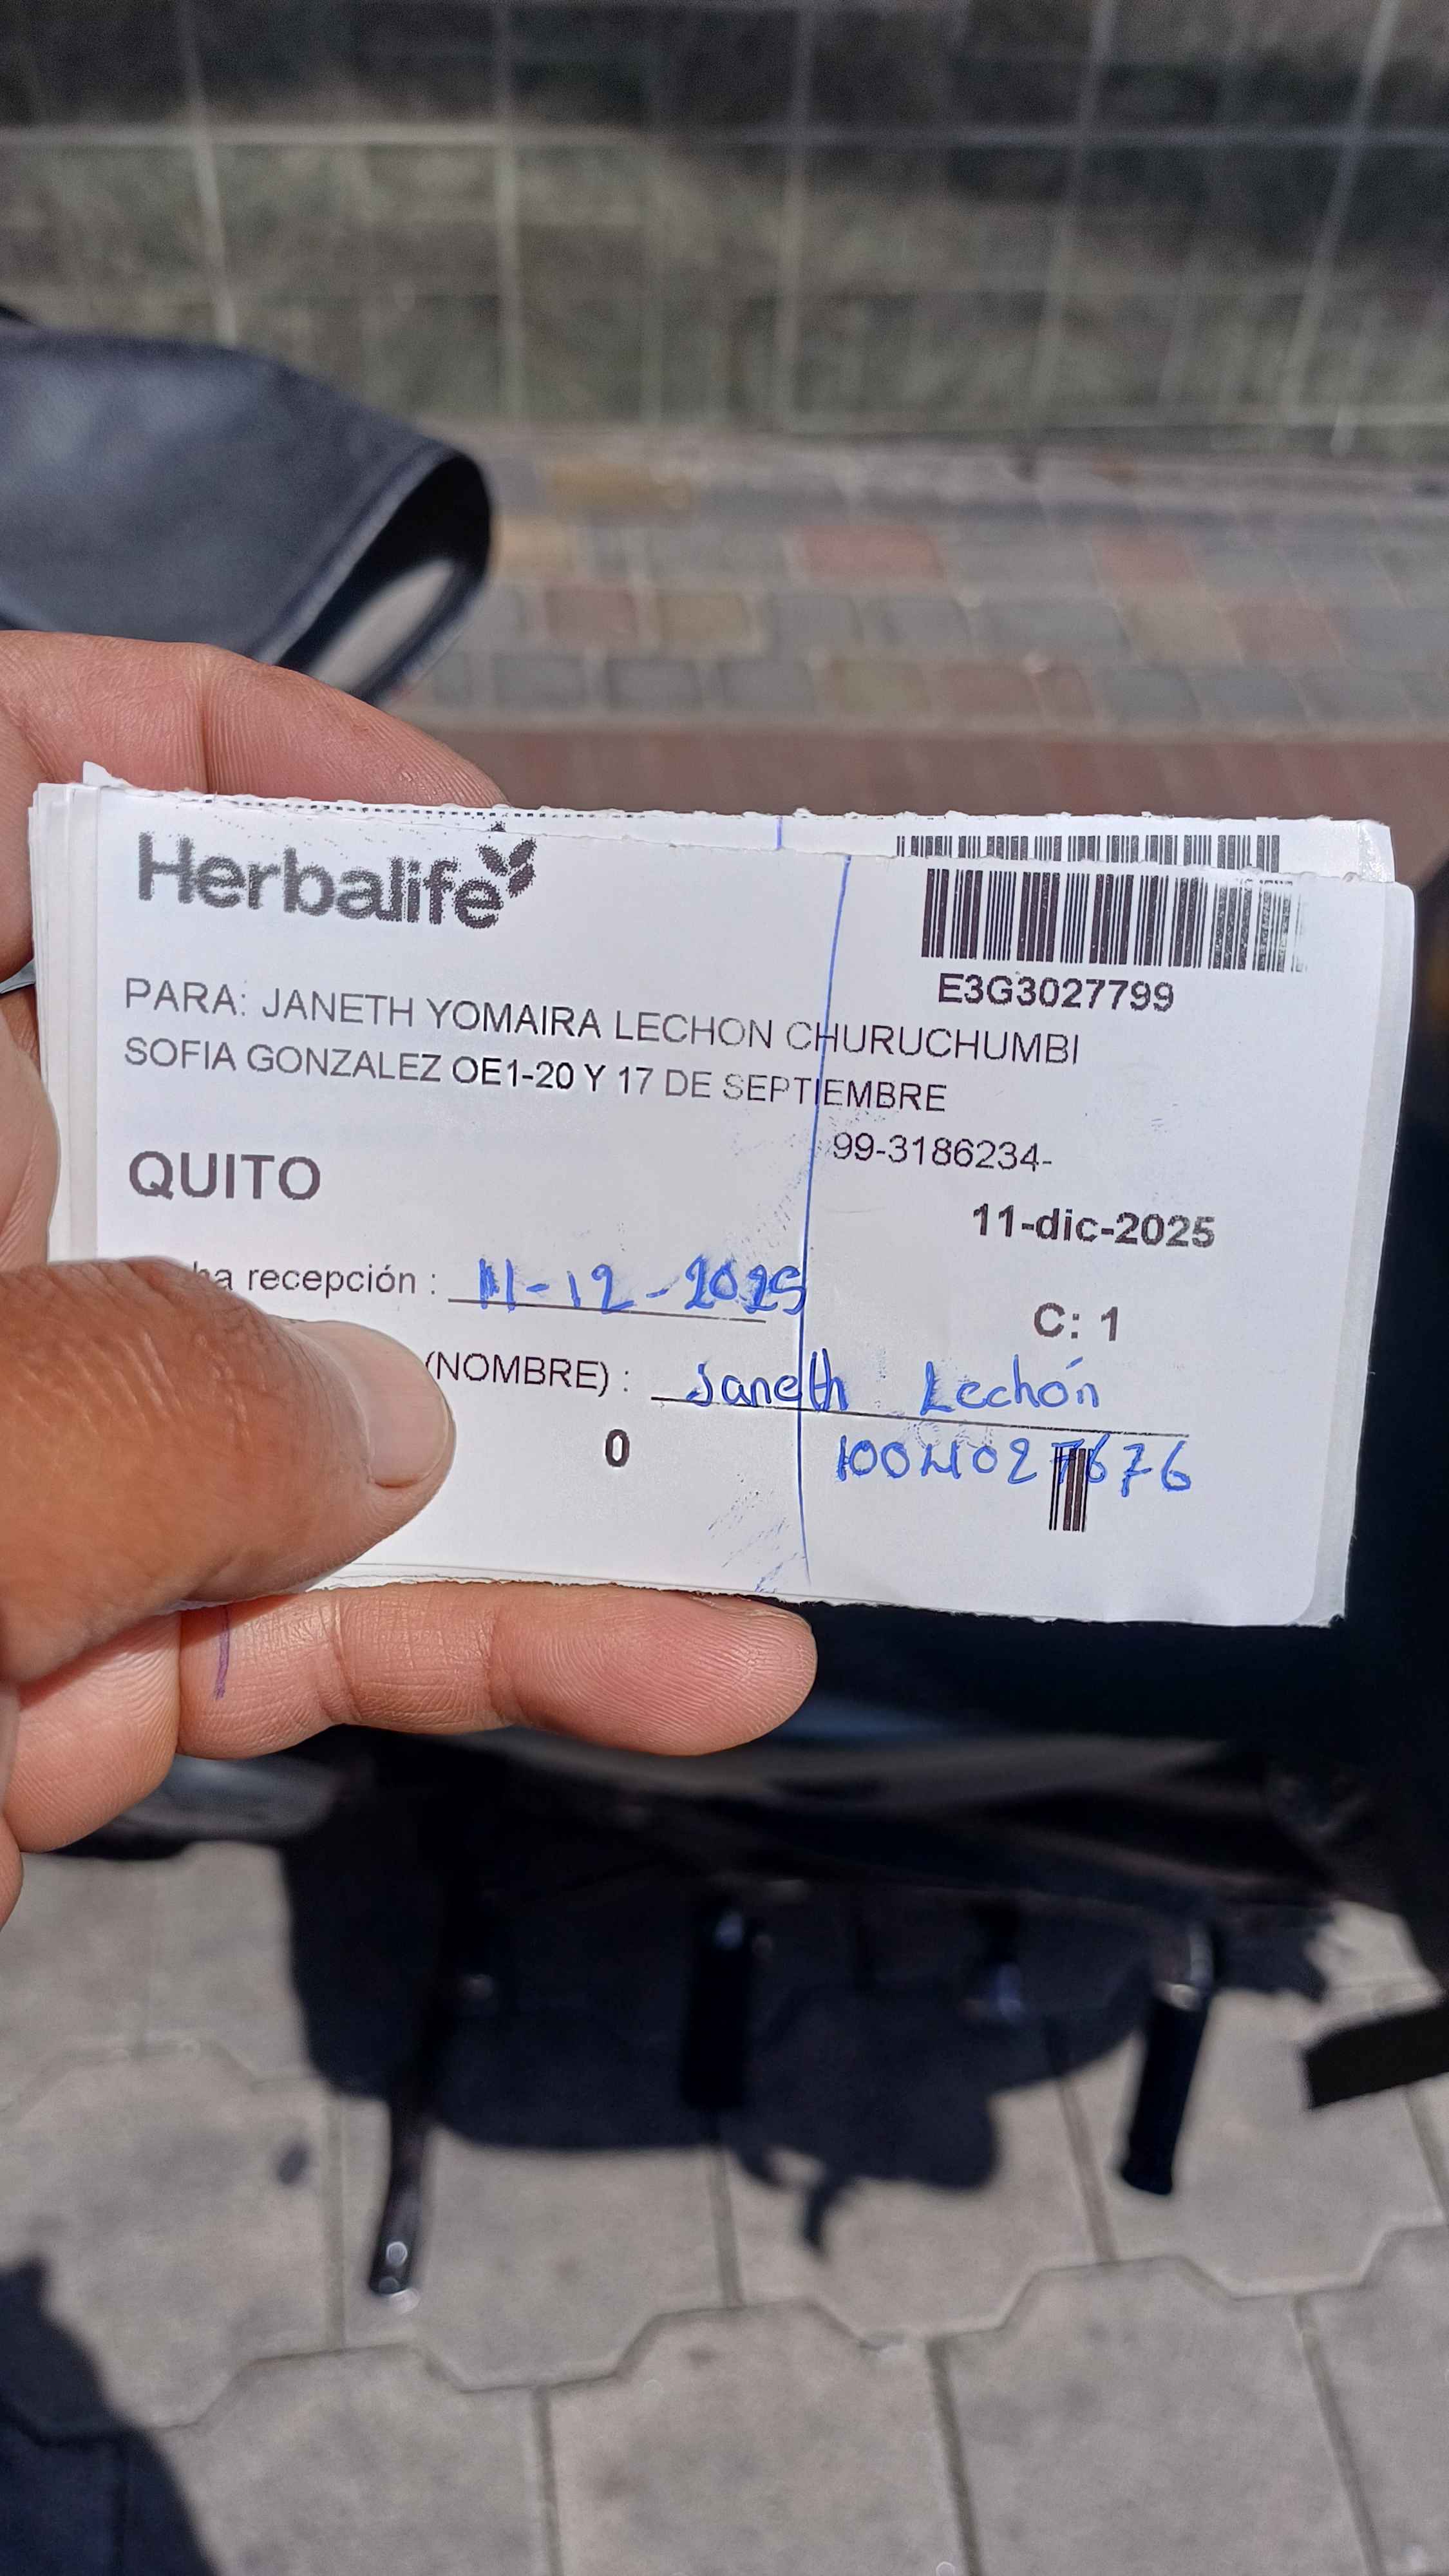 Herbalife
E3G3027799
PARA: JANETH YOMAIRA LECHON CHURUCHUMBI
SOFIA GONZALEZ OE1-20 Y 17 DE SEPTIEMBRE
99-3186234-
QUITO
11-dic-2025
recepción : 11-12-2025
C: 1
(NOMBRE) : Janeth Lechón
0